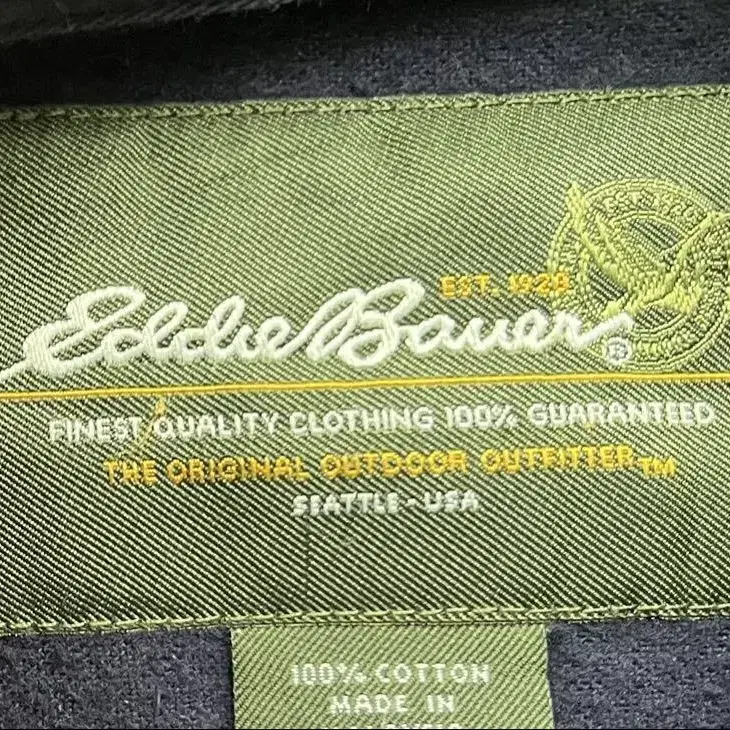 EST. 1920
Eddie Bauer®
FINEST QUALITY CLOTHING 100% GUARANTEED
THE ORIGINAL OUTDOOR OUTFITTER™
SEATTLE - USA
100% COTTON
MADE IN